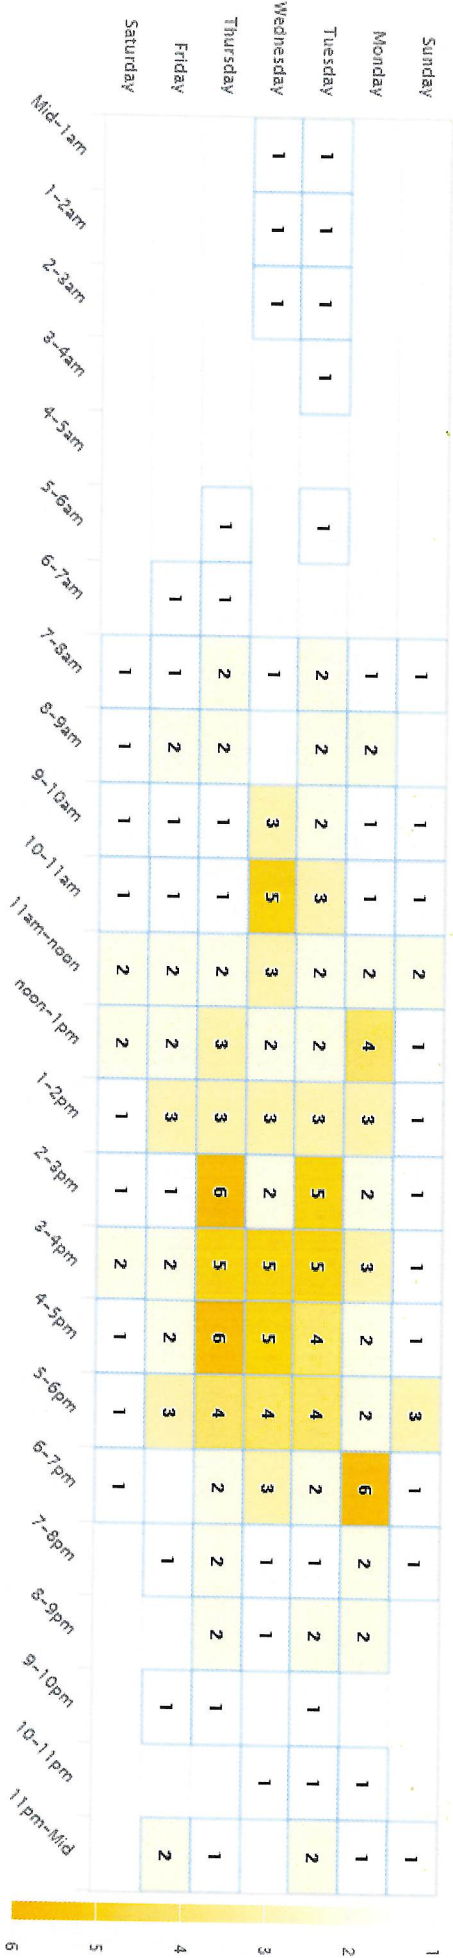 Sunday 1 1 1 2 1 1 1 1 1 3 1 1 1
Monday 1 2 1 1 2 4 3 2 3 2 2 6 2 2 1 1
Tuesday 1 1 1 1 1 2 2 2 3 2 2 3 5 5 4 4 2 1 2 1 1 2
Wednesday 1 1 1 1 3 5 3 2 3 2 5 5 4 3 1 1 1
Thursday 1 1 2 2 1 1 2 3 3 6 5 6 4 2 2 2 1 1
Friday 1 1 2 1 1 2 2 3 1 2 2 3 1 1 2
Saturday 1 1 1 1 2 2 1 1 2 1 1 1
Mid-1am 1-2am 2-3am 3-4am 4-5am 5-6am 6-7am 7-8am 8-9am 9-10am 10-11am 11am-noon noon-1pm 1-2pm 2-3pm 3-4pm 4-5pm 5-6pm 6-7pm 7-8pm 8-9pm 9-10pm 10-11pm 11pm-Mid
1
2
3
4
5
6